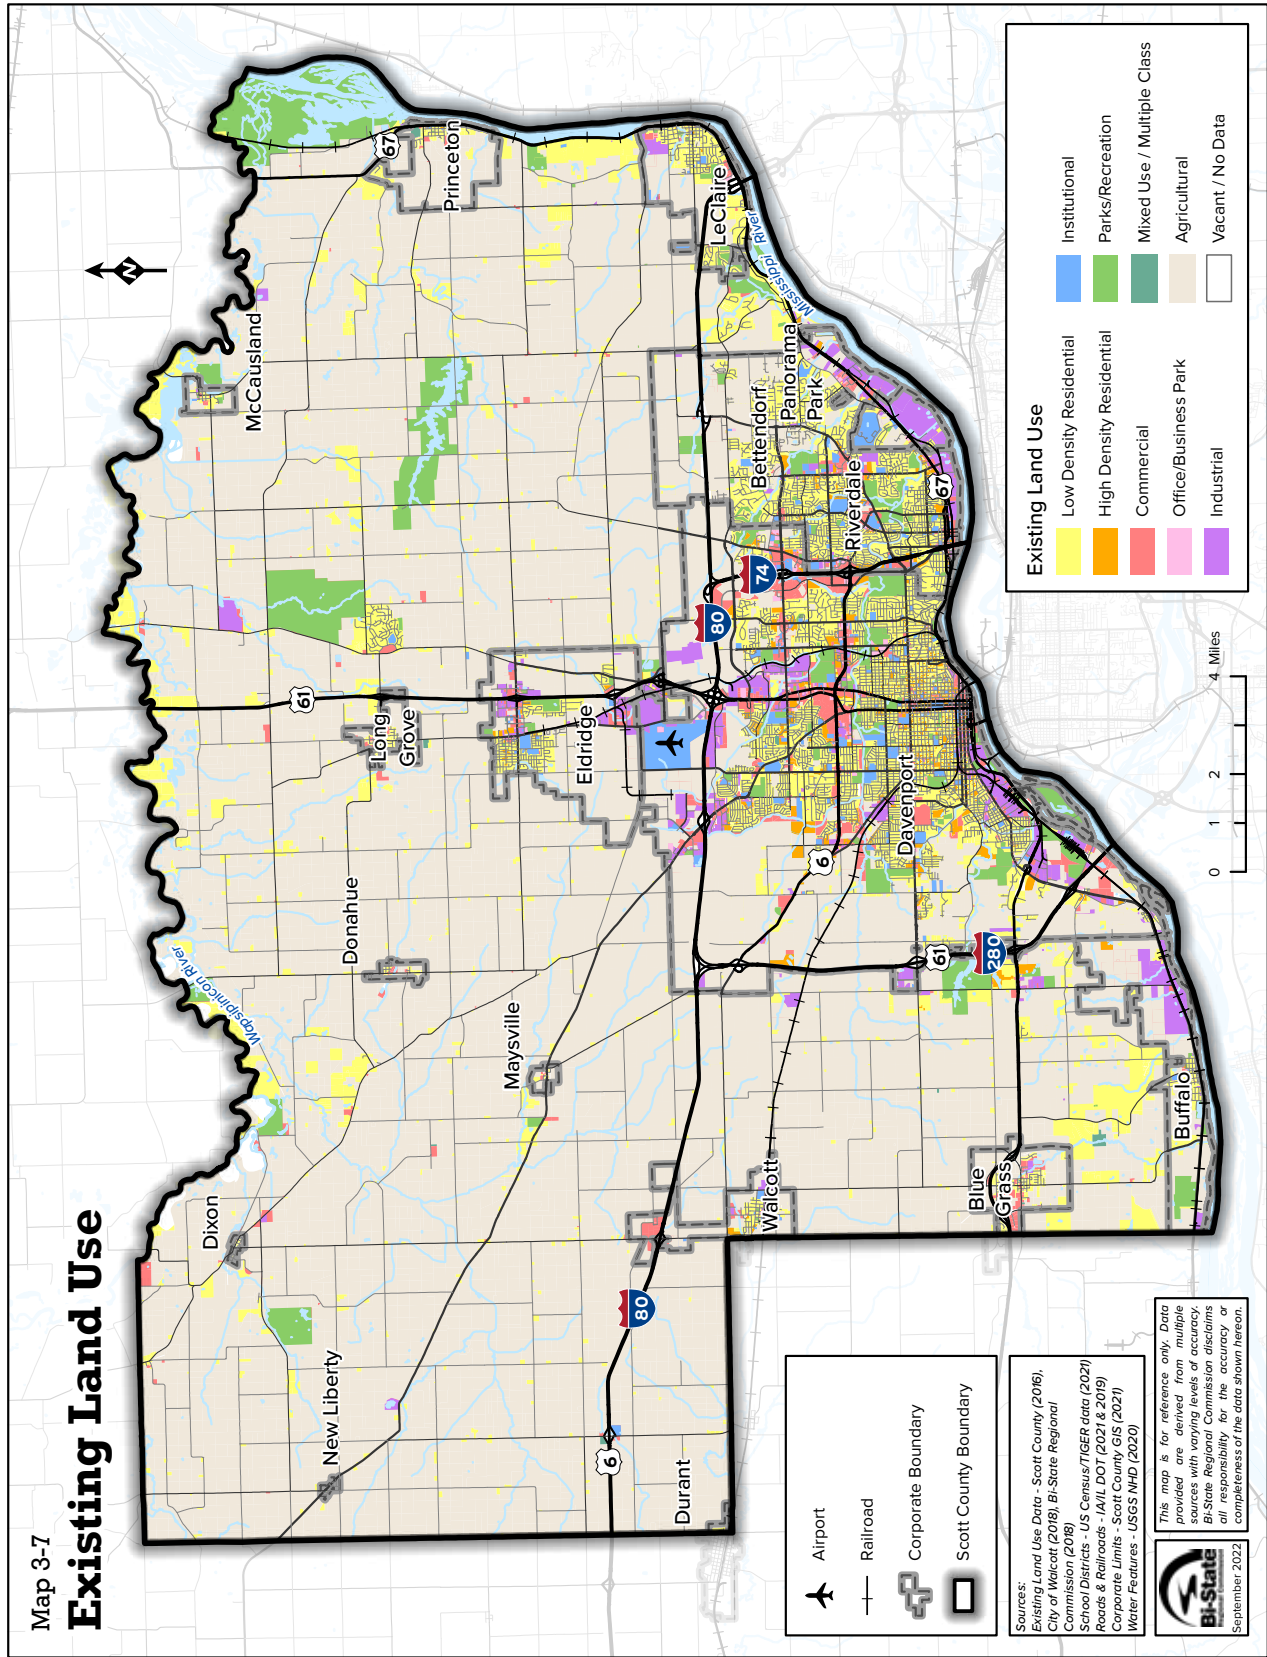 Map 3-7
Existing Land Use
N
Dixon
New Liberty
McCausland
Princeton
67
Wapsipinicon River
Donahue
61
Long
Grove
Maysville
Eldridge
LeClaire
Mississippi River
80
Durant
6
80
Walcott
74
Bettendorf
Panorama
Park
Riverdale
67
6
Davenport
61
280
Blue
Grass
Buffalo
Airport
Railroad
Corporate Boundary
Scott County Boundary
Sources:
Existing Land Use Data - Scott County (2016),
City of Walcott (2018), Bi-State Regional
Commission (2018)
School Districts - US Census/TIGER data (2021)
Roads & Railroads - IA/IL DOT (2021 & 2019)
Corporate Limits - Scott County GIS (2021)
Water Features - USGS NHD (2020)
Bi-State
Regional Commission
September 2022
This map is for reference only. Data
provided are derived from multiple
sources with varying levels of accuracy.
Bi-State Regional Commission disclaims
all responsibility for the accuracy or
completeness of the data shown hereon.
0 1 2 4 Miles
Existing Land Use
Low Density Residential
High Density Residential
Commercial
Office/Business Park
Industrial
Institutional
Parks/Recreation
Mixed Use / Multiple Class
Agricultural
Vacant / No Data